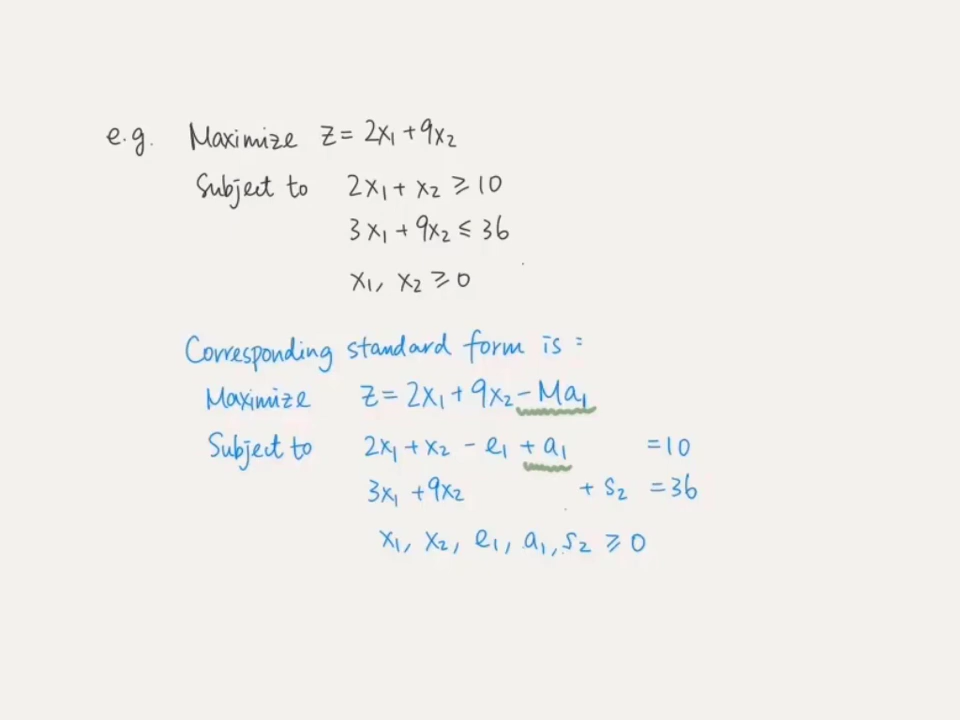 e.g. Maximize z = 2x₁ + 9x₂
Subject to 2x₁ + x₂ ≥ 10
3x₁ + 9x₂ ≤ 36
x₁, x₂ ≥ 0
Corresponding standard form is:
Maximize z = 2x₁ + 9x₂ - Ma₁
Subject to 2x₁ + x₂ - e₁ + a₁ = 10
3x₁ + 9x₂ + s₂ = 36
x₁, x₂, e₁, a₁, s₂ ≥ 0